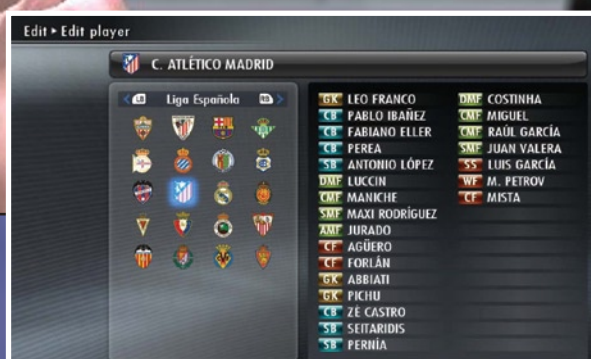 Edit ▸ Edit player
C. ATLÉTICO MADRID
LB Liga Española RB
GK LEO FRANCO
CB PABLO IBAÑEZ
CB FABIANO ELLER
CB PEREA
SB ANTONIO LÓPEZ
DMF LUCCIN
CMF MANICHE
SMF MAXI RODRÍGUEZ
AMF JURADO
CF AGÜERO
CF FORLÁN
GK ABBIATI
GK PICHU
CB ZÉ CASTRO
SB SEITARIDIS
SB PERNÍA
DMF COSTINHA
CMF MIGUEL
CMF RAÚL GARCÍA
SMF JUAN VALERA
SS LUIS GARCÍA
WF M. PETROV
CF MISTA